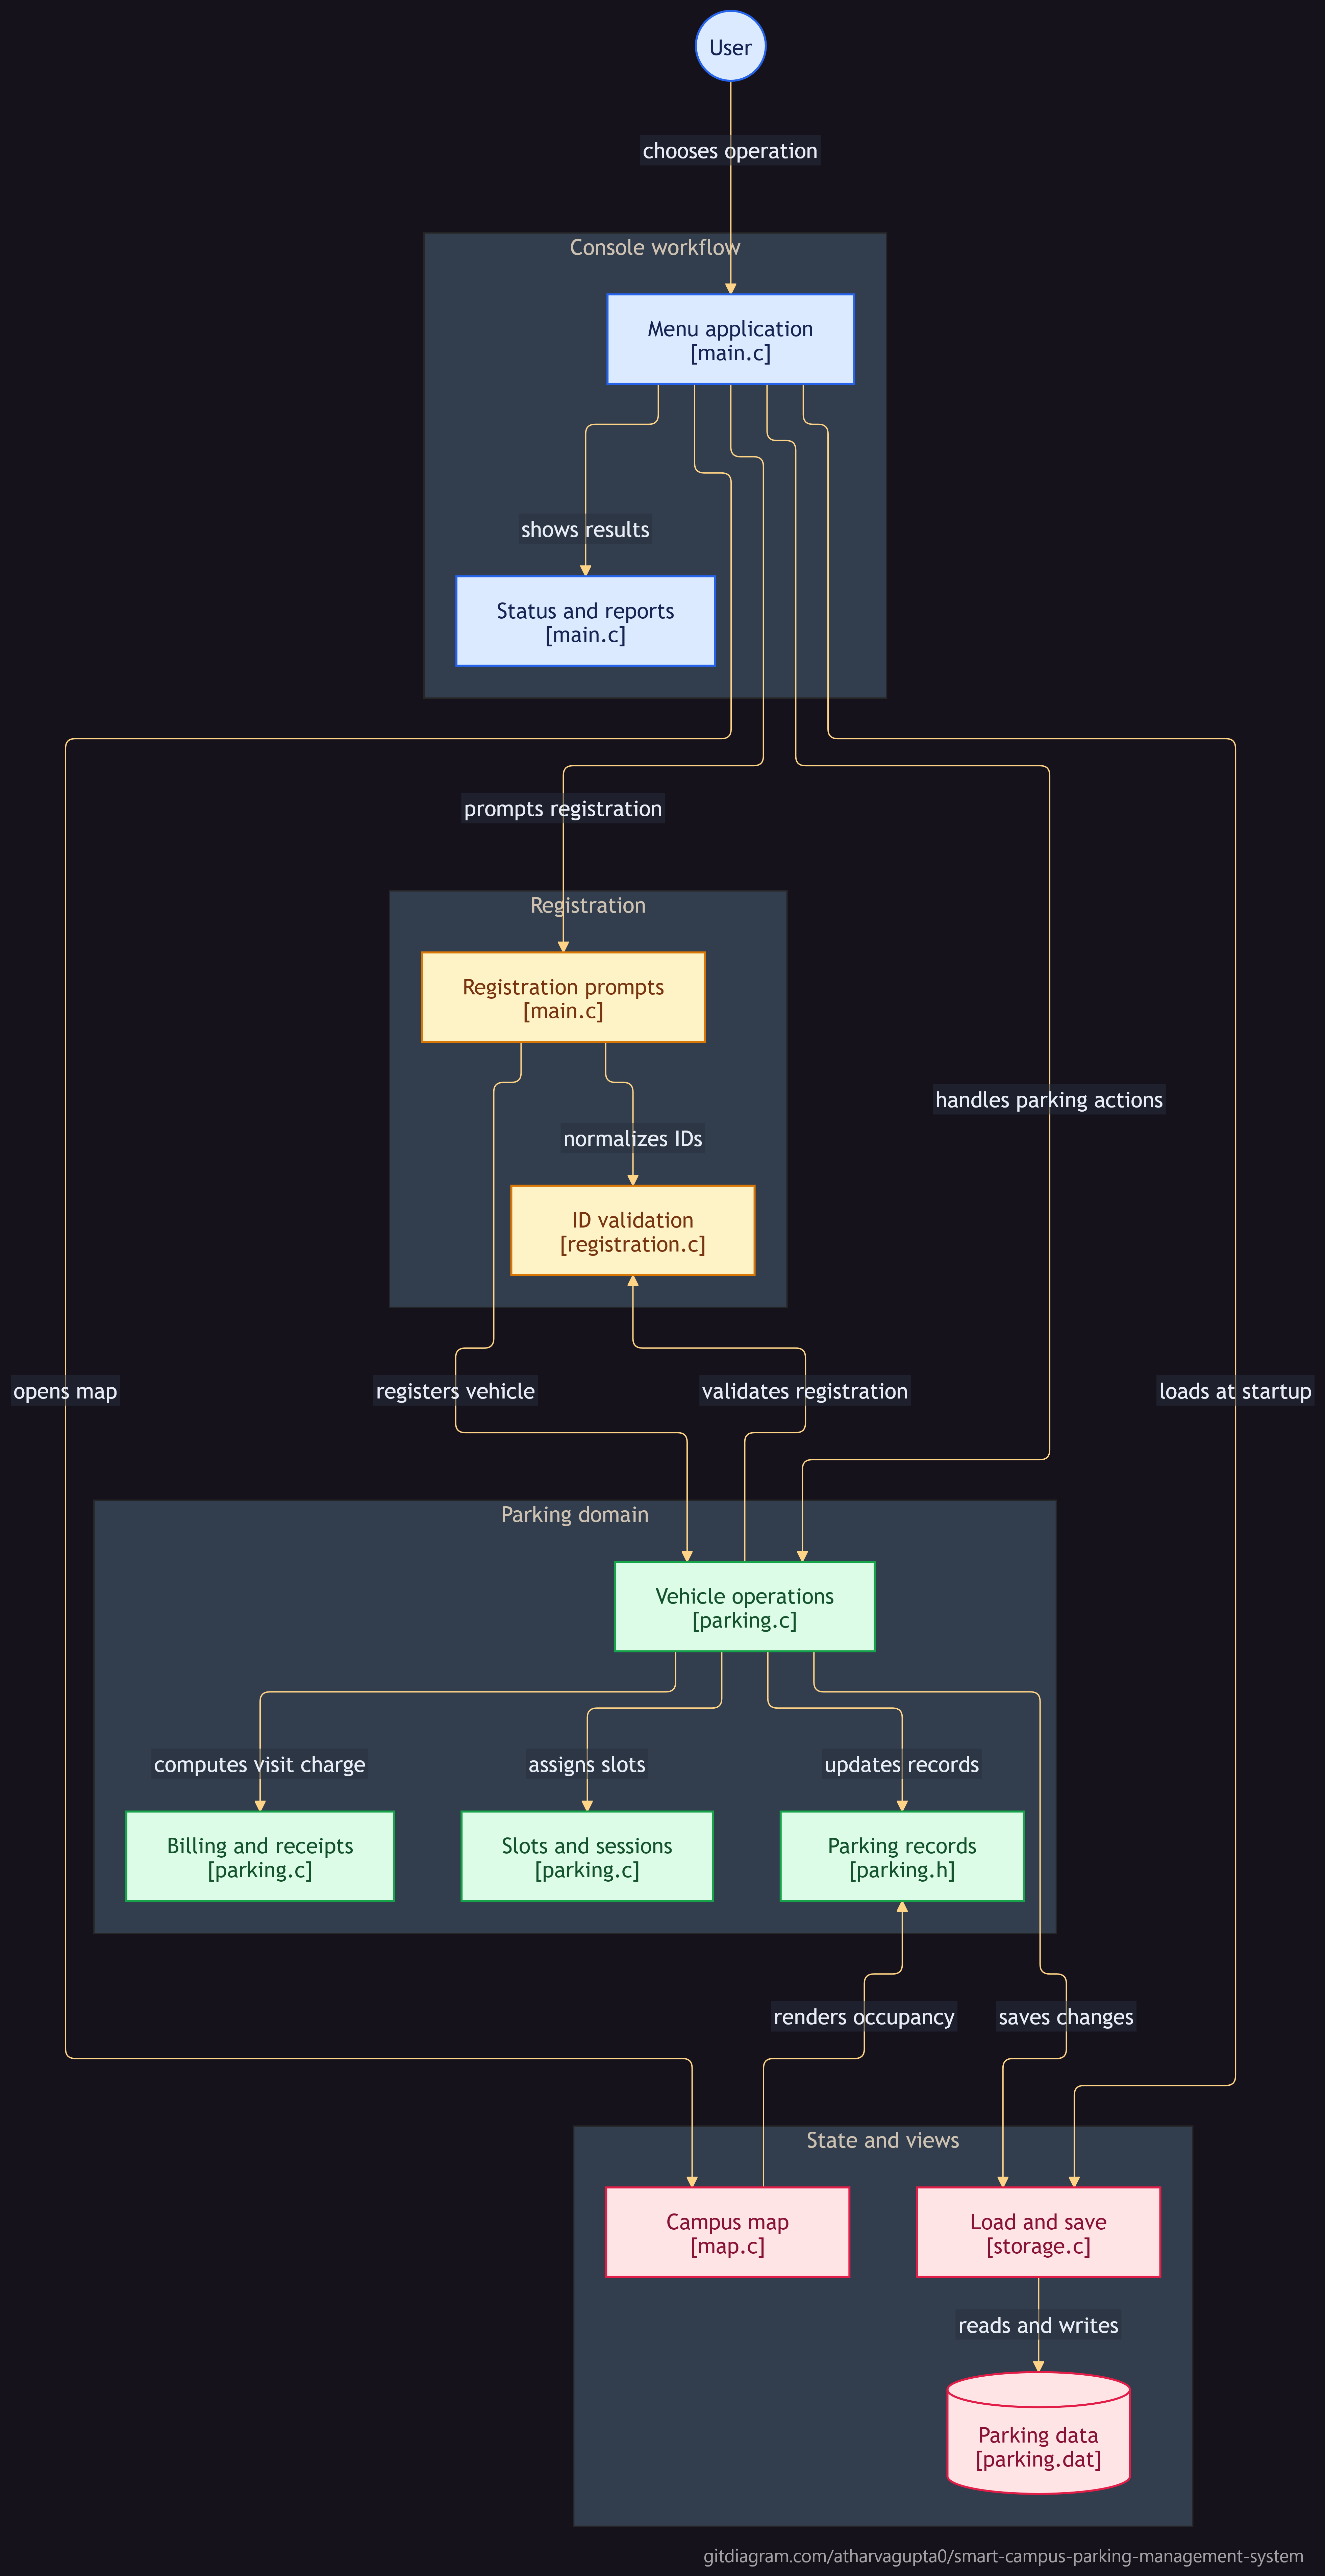 User
chooses operation
Console workflow
Menu application
[main.c]
shows results
Status and reports
[main.c]
prompts registration
Registration
Registration prompts
[main.c]
handles parking actions
normalizes IDs
ID validation
[registration.c]
opens map
registers vehicle
validates registration
loads at startup
Parking domain
Vehicle operations
[parking.c]
computes visit charge
assigns slots
updates records
Billing and receipts
[parking.c]
Slots and sessions
[parking.c]
Parking records
[parking.h]
renders occupancy
saves changes
State and views
Campus map
[map.c]
Load and save
[storage.c]
reads and writes
Parking data
[parking.dat]
gitdiagram.com/atharvagupta0/smart-campus-parking-management-system